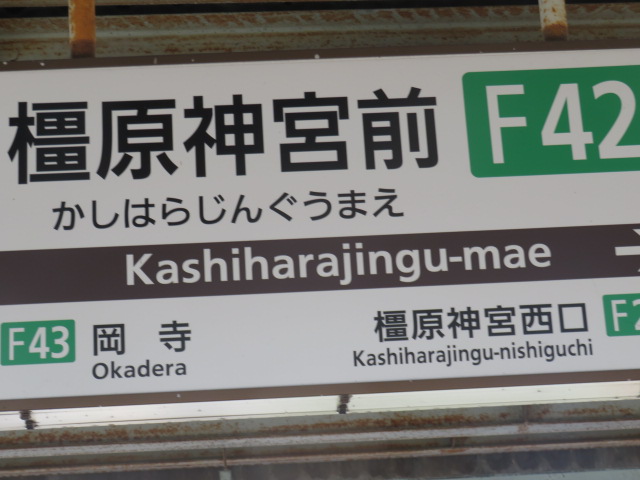 橿原神宮前 F42
かしはらじんぐうまえ
Kashiharajingu-mae →
F43 岡寺 橿原神宮西口
Okadera Kashiharajingu-nishiguchi